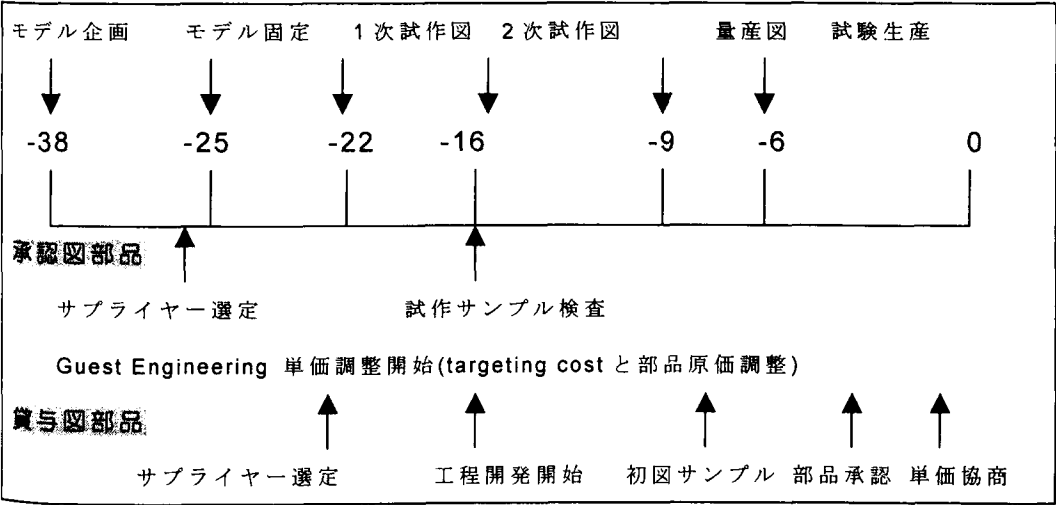 モデル企画 モデル固定 1次試作図 2次試作図 量産図 試験生産
-38 -25 -22 -16 -9 -6 0
承認図部品
サプライヤー選定 試作サンプル検査
Guest Engineering 単価調整開始(targeting costと部品原価調整)
貸与図部品
サプライヤー選定 工程開発開始 初図サンプル 部品承認 単価協商